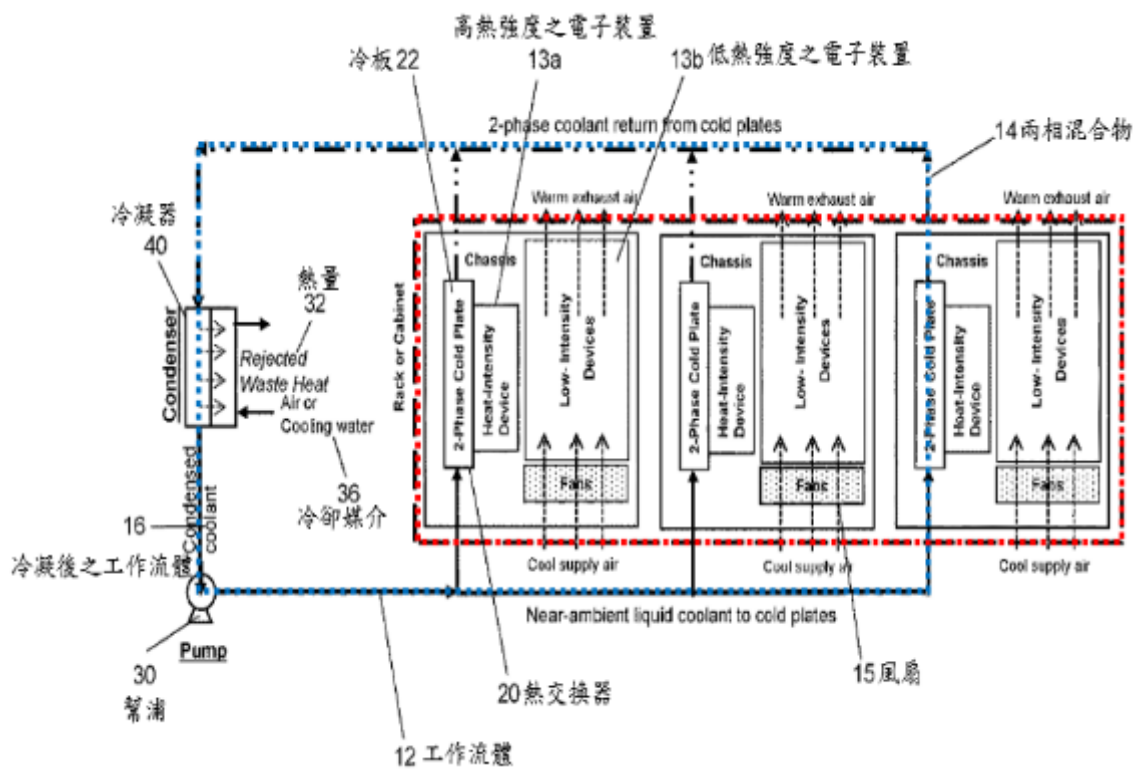 高熱強度之電子裝置
冷板22
13a
13b低熱強度之電子裝置
2-phase coolant return from cold plates
14兩相混合物
Warm exhaust air
Warm exhaust air
Warm exhaust air
冷凝器
40
熱量
32
Condenser
Rejected
Waste Heat
Air or
Cooling water
36
冷卻媒介
Rack or Cabinet
Chassis
2-Phase Cold Plate
Heat-Intensity
Device
Low- Intensity
Devices
Fans
Chassis
2-Phase Cold Plate
Heat-Intensity
Device
Low- Intensity
Devices
Fans
Chassis
2-Phase Cold Plate
Heat-Intensity
Device
Low- Intensity
Devices
Fans
Cool supply air
Cool supply air
Cool supply air
Condensed
coolant
16
冷凝後之工作流體
Near-ambient liquid coolant to cold plates
Pump
30
幫浦
20熱交換器
15風扇
12工作流體